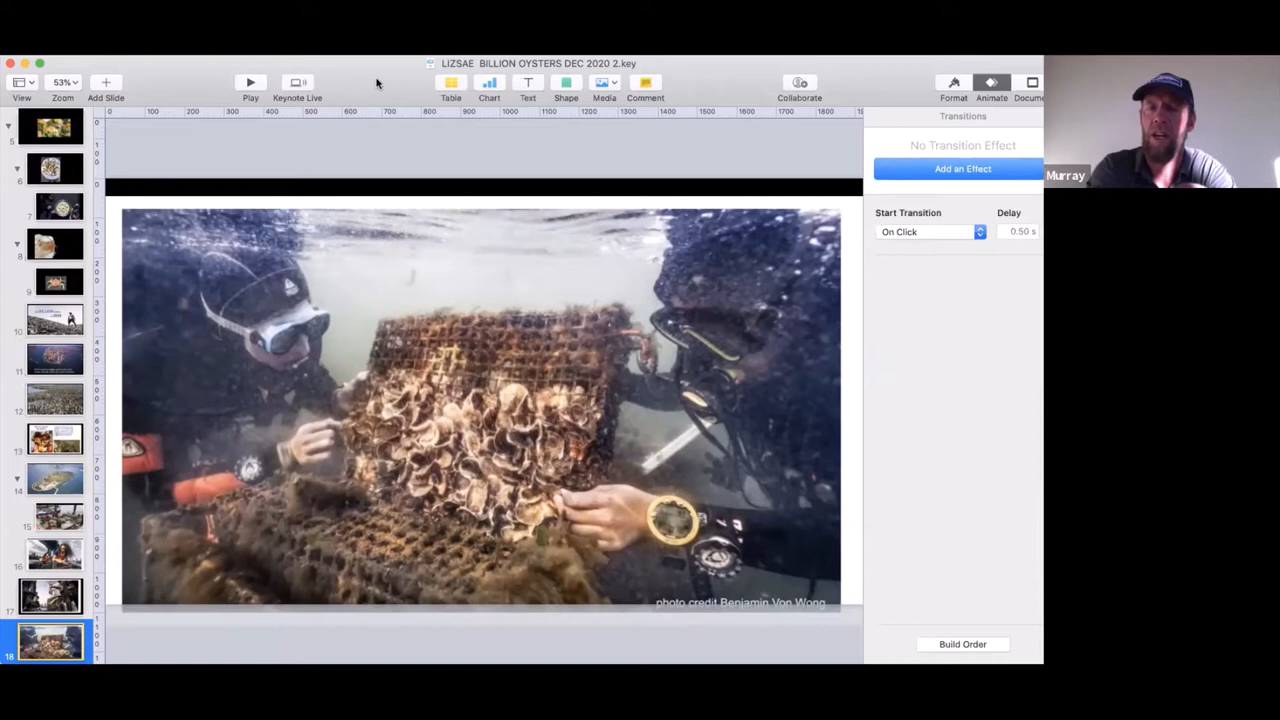 LIZSAE BILLION OYSTERS DEC 2020 2.key
53%
View
Zoom
Add Slide
Play
Keynote Live
Table
Chart
Text
Shape
Media
Comment
Collaborate
Format
Animate
Docume
0 100 200 300 400 500 600 700 800 900 1000 1100 1200 1300 1400 1500 1600 1700 1800
Transitions
No Transition Effect
Add an Effect
Start Transition
Delay
On Click
0.50 s
Build Order
Murray
photo credit Benjamin Von Wong
5
6
7
8
9
10
11
12
13
14
15
16
17
18